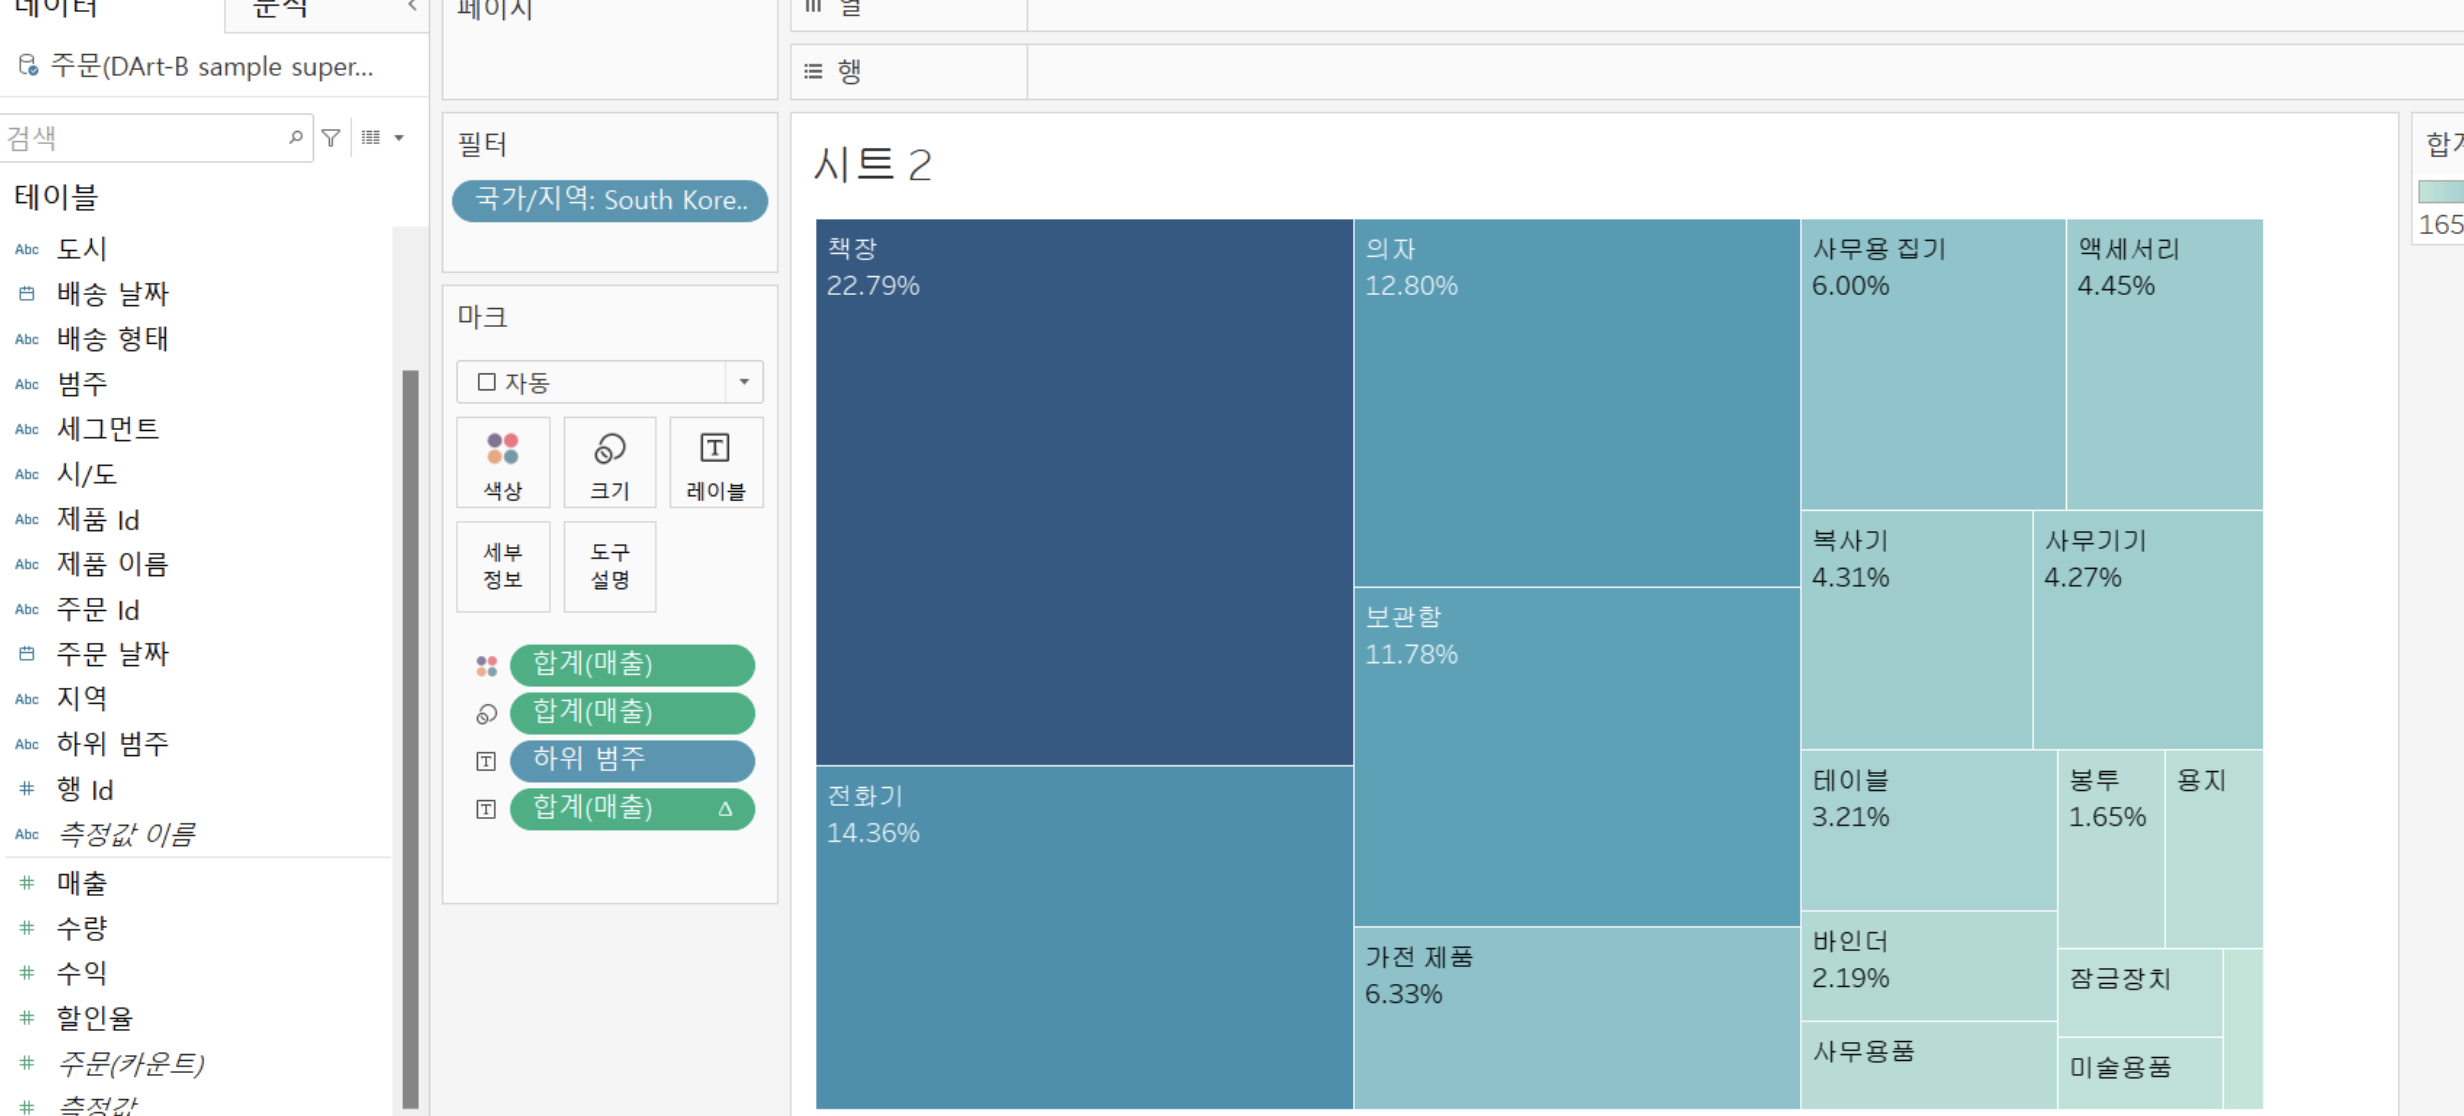 데이터
분석
주문(DArt-B sample super...
검색
테이블
Abc 도시
배송 날짜
Abc 배송 형태
Abc 범주
Abc 세그먼트
Abc 시/도
Abc 제품 Id
Abc 제품 이름
Abc 주문 Id
주문 날짜
Abc 지역
Abc 하위 범주
# 행 Id
Abc 측정값 이름
# 매출
# 수량
# 수익
# 할인율
# 주문(카운트)
# 측정값
페이지
필터
국가/지역: South Kore..
마크
자동
색상
크기
레이블
세부
정보
도구
설명
합계(매출)
합계(매출)
하위 범주
합계(매출) △
열
행
시트 2
책장
22.79%
전화기
14.36%
의자
12.80%
보관함
11.78%
가전 제품
6.33%
사무용 집기
6.00%
액세서리
4.45%
복사기
4.31%
사무기기
4.27%
테이블
3.21%
봉투
1.65%
용지
바인더
2.19%
사무용품
잠금장치
미술용품
165